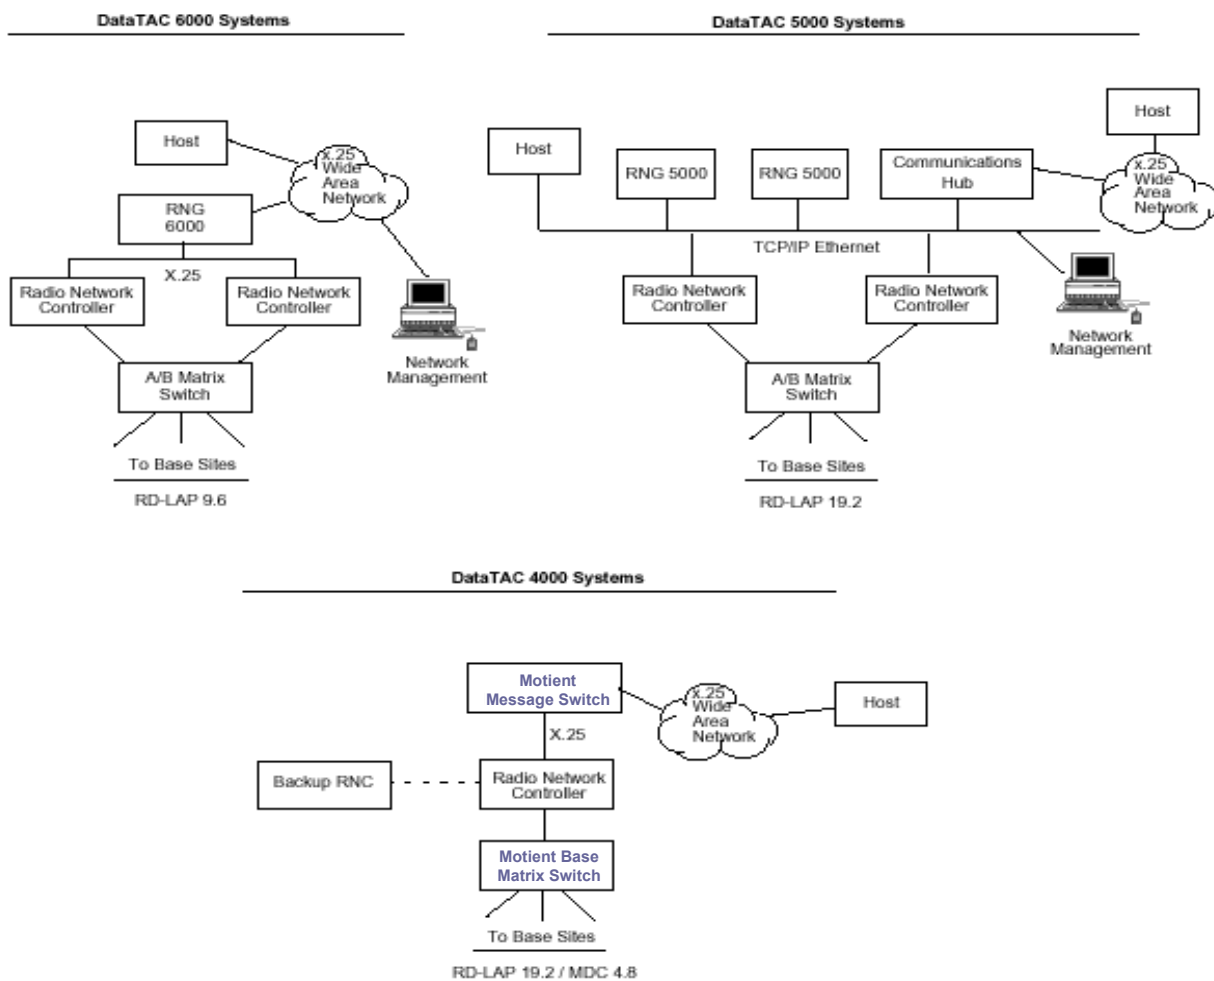 DataTAC 6000 Systems
Host
x.25
Wide
Area
Network
RNG
6000
X.25
Radio Network
Controller
Radio Network
Controller
A/B Matrix
Switch
Network
Management
To Base Sites
RD-LAP 9.6
DataTAC 5000 Systems
Host
RNG 5000
RNG 5000
Communications
Hub
Host
x.25
Wide
Area
Network
TCP/IP Ethernet
Radio Network
Controller
Radio Network
Controller
Network
Management
A/B Matrix
Switch
To Base Sites
RD-LAP 19.2
DataTAC 4000 Systems
Motient
Message Switch
x.25
Wide
Area
Network
Host
X.25
Backup RNC
Radio Network
Controller
Motient Base
Matrix Switch
To Base Sites
RD-LAP 19.2 / MDC 4.8